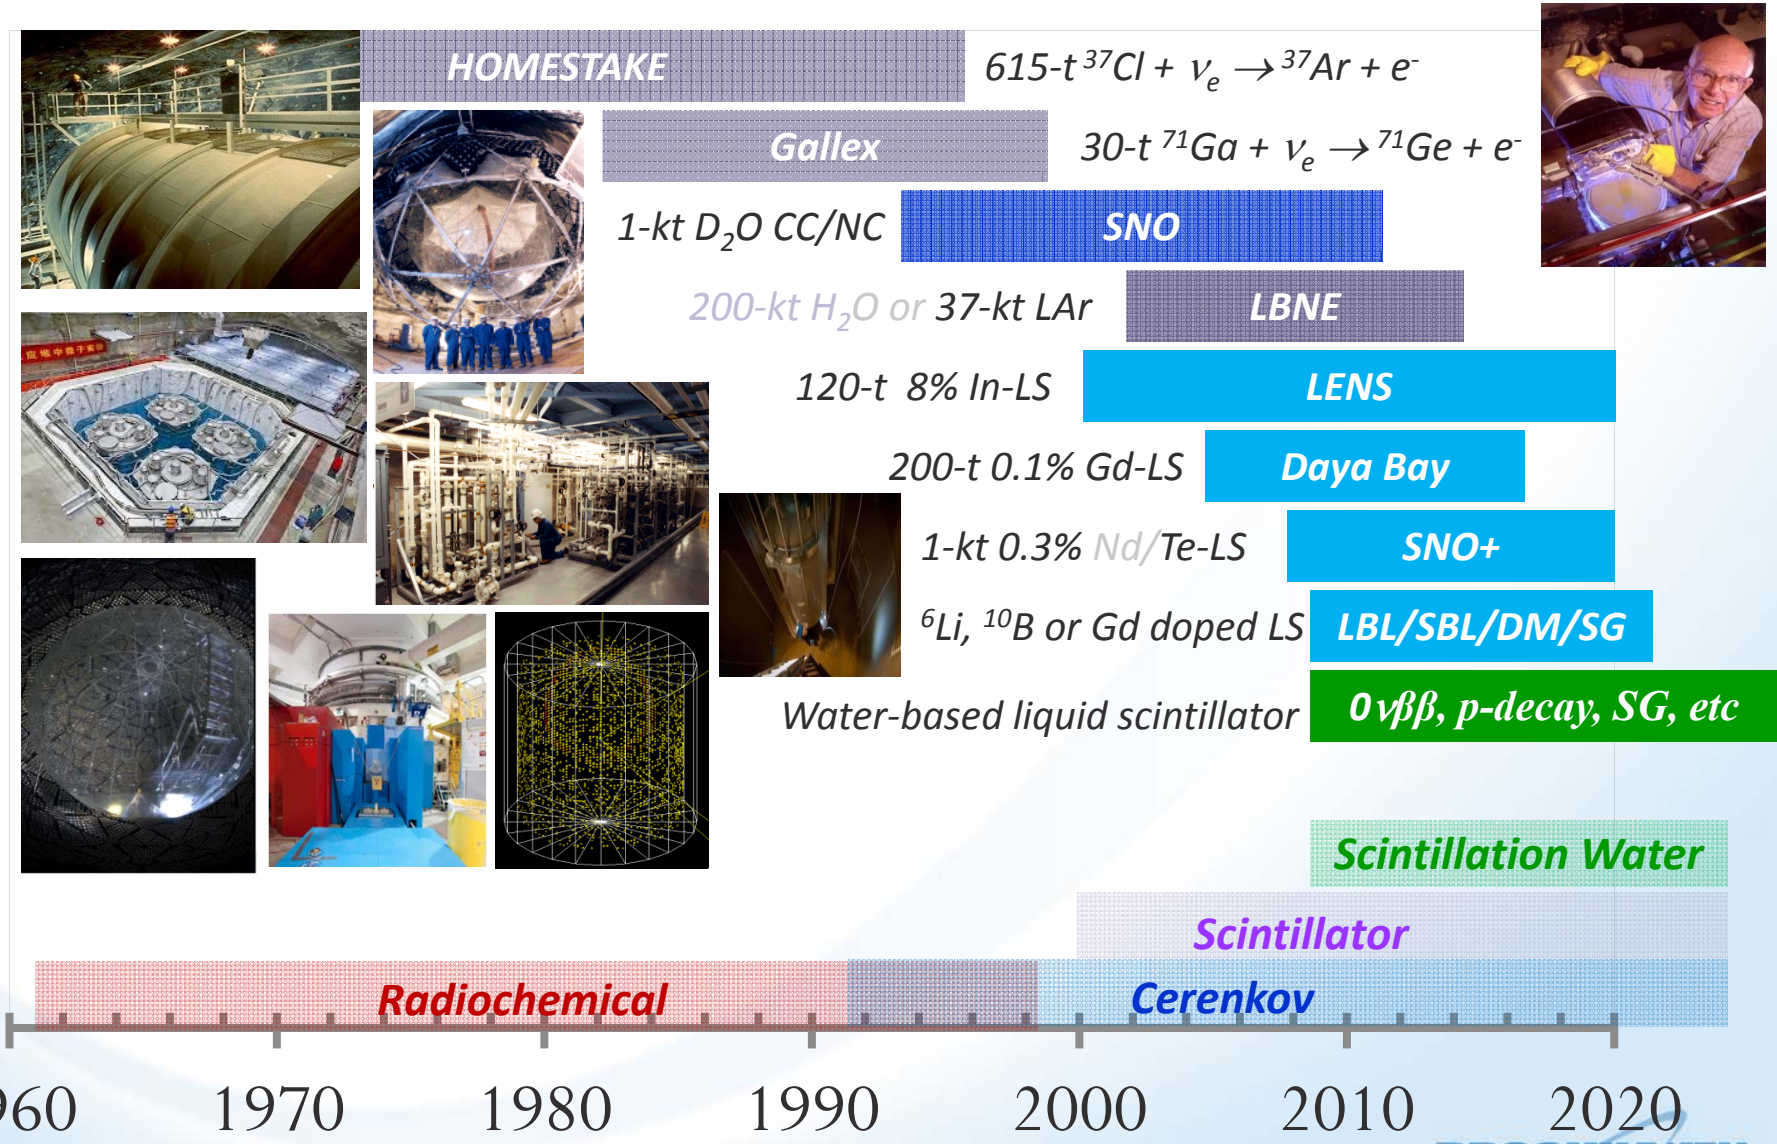 HOMESTAKE
615-t ³⁷Cl + νₑ → ³⁷Ar + e⁻
Gallex
30-t ⁷¹Ga + νₑ → ⁷¹Ge + e⁻
1-kt D₂O CC/NC
SNO
200-kt H₂O or 37-kt LAr
LBNE
120-t 8% In-LS
LENS
200-t 0.1% Gd-LS
Daya Bay
1-kt 0.3% Nd/Te-LS
SNO+
⁶Li, ¹⁰B or Gd doped LS
LBL/SBL/DM/SG
Water-based liquid scintillator
0νββ, p-decay, SG, etc
Scintillation Water
Scintillator
Radiochemical
Cerenkov
960 1970 1980 1990 2000 2010 2020